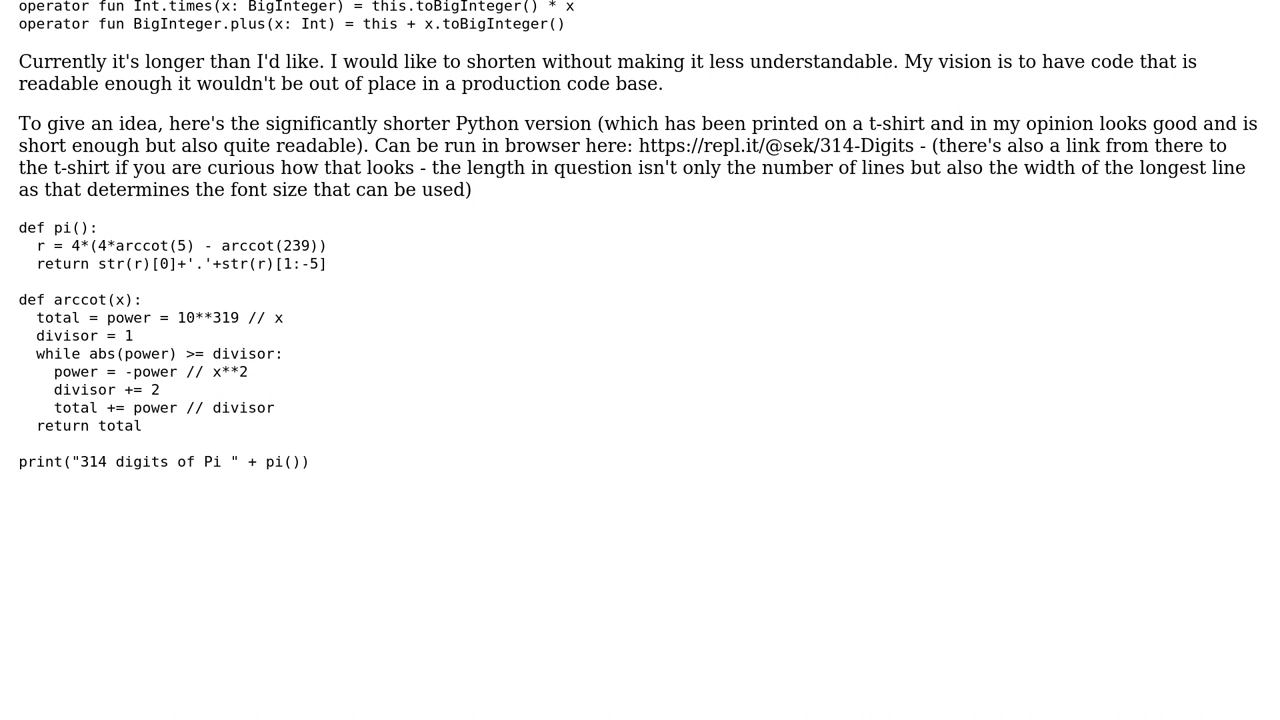 operator fun Int.times(x: BigInteger) = this.toBigInteger() * x
operator fun BigInteger.plus(x: Int) = this + x.toBigInteger()
Currently it's longer than I'd like. I would like to shorten without making it less understandable. My vision is to have code that is
readable enough it wouldn't be out of place in a production code base.
To give an idea, here's the significantly shorter Python version (which has been printed on a t-shirt and in my opinion looks good and is
short enough but also quite readable). Can be run in browser here: https://repl.it/@sek/314-Digits - (there's also a link from there to
the t-shirt if you are curious how that looks - the length in question isn't only the number of lines but also the width of the longest line
as that determines the font size that can be used)
def pi():
  r = 4*(4*arccot(5) - arccot(239))
  return str(r)[0]+'.'+str(r)[1:-5]
def arccot(x):
  total = power = 10**319 // x
  divisor = 1
  while abs(power) >= divisor:
    power = -power // x**2
    divisor += 2
    total += power // divisor
  return total
print("314 digits of Pi " + pi())